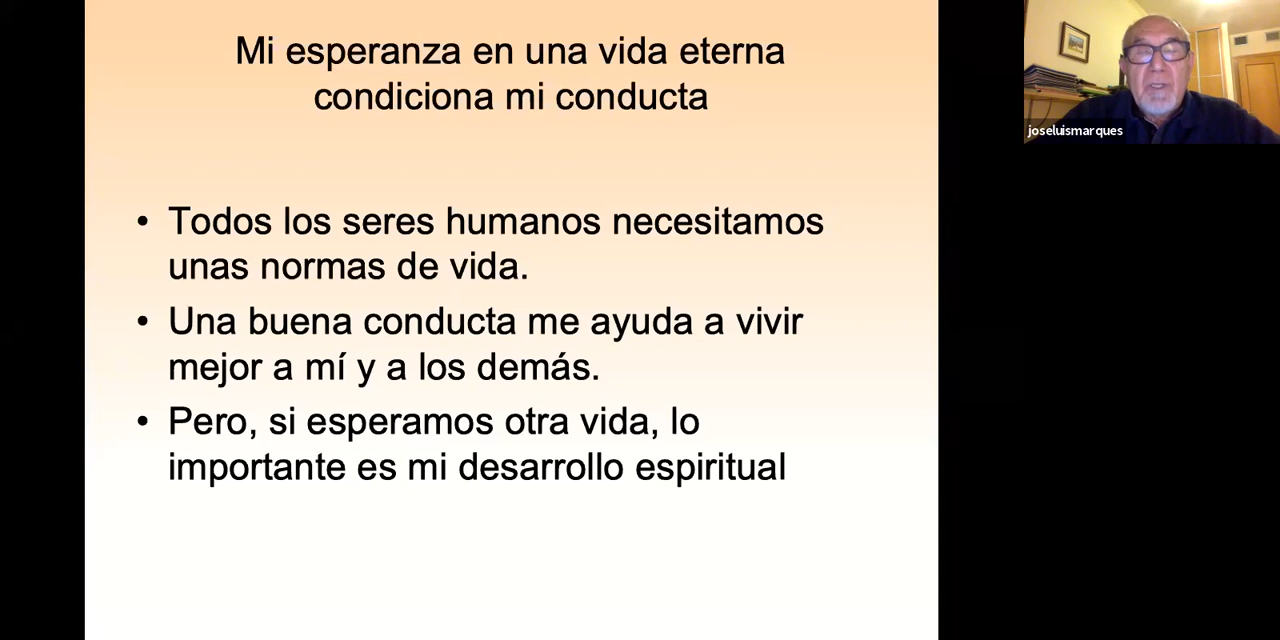 Mi esperanza en una vida eterna
condiciona mi conducta
• Todos los seres humanos necesitamos
unas normas de vida.
• Una buena conducta me ayuda a vivir
mejor a mí y a los demás.
• Pero, si esperamos otra vida, lo
importante es mi desarrollo espiritual
joseluismarques